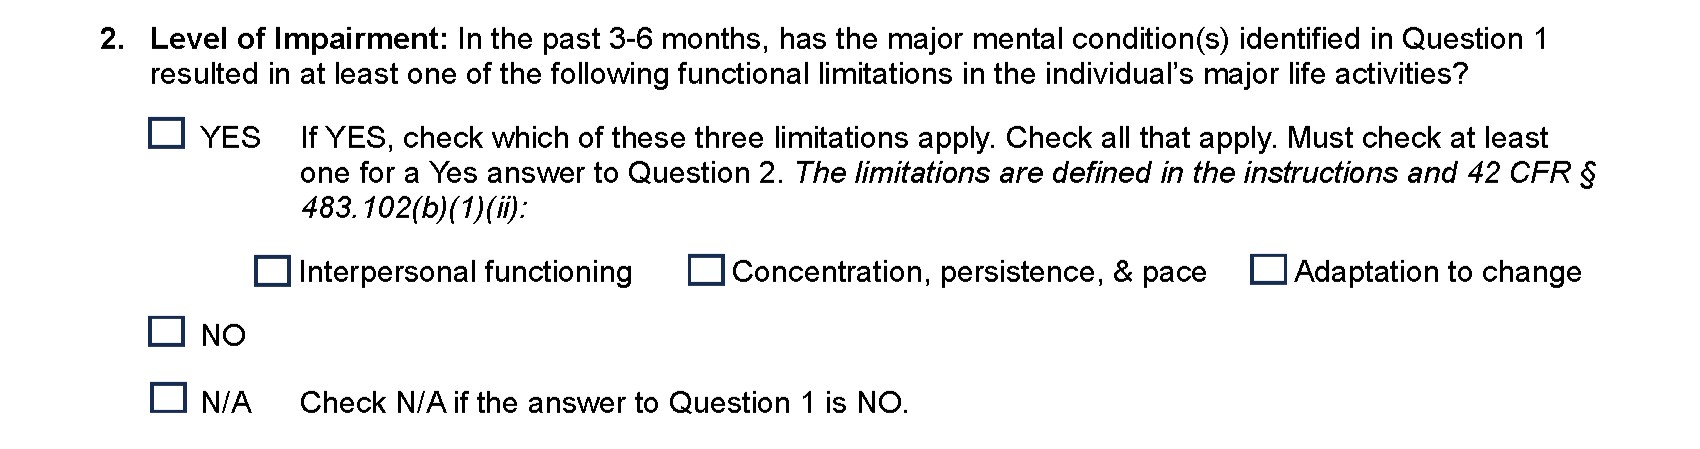 2. Level of Impairment: In the past 3-6 months, has the major mental condition(s) identified in Question 1
resulted in at least one of the following functional limitations in the individual's major life activities?
YES If YES, check which of these three limitations apply. Check all that apply. Must check at least
one for a Yes answer to Question 2. The limitations are defined in the instructions and 42 CFR §
483.102(b)(1)(ii):
Interpersonal functioning Concentration, persistence, & pace Adaptation to change
NO
N/A Check N/A if the answer to Question 1 is NO.